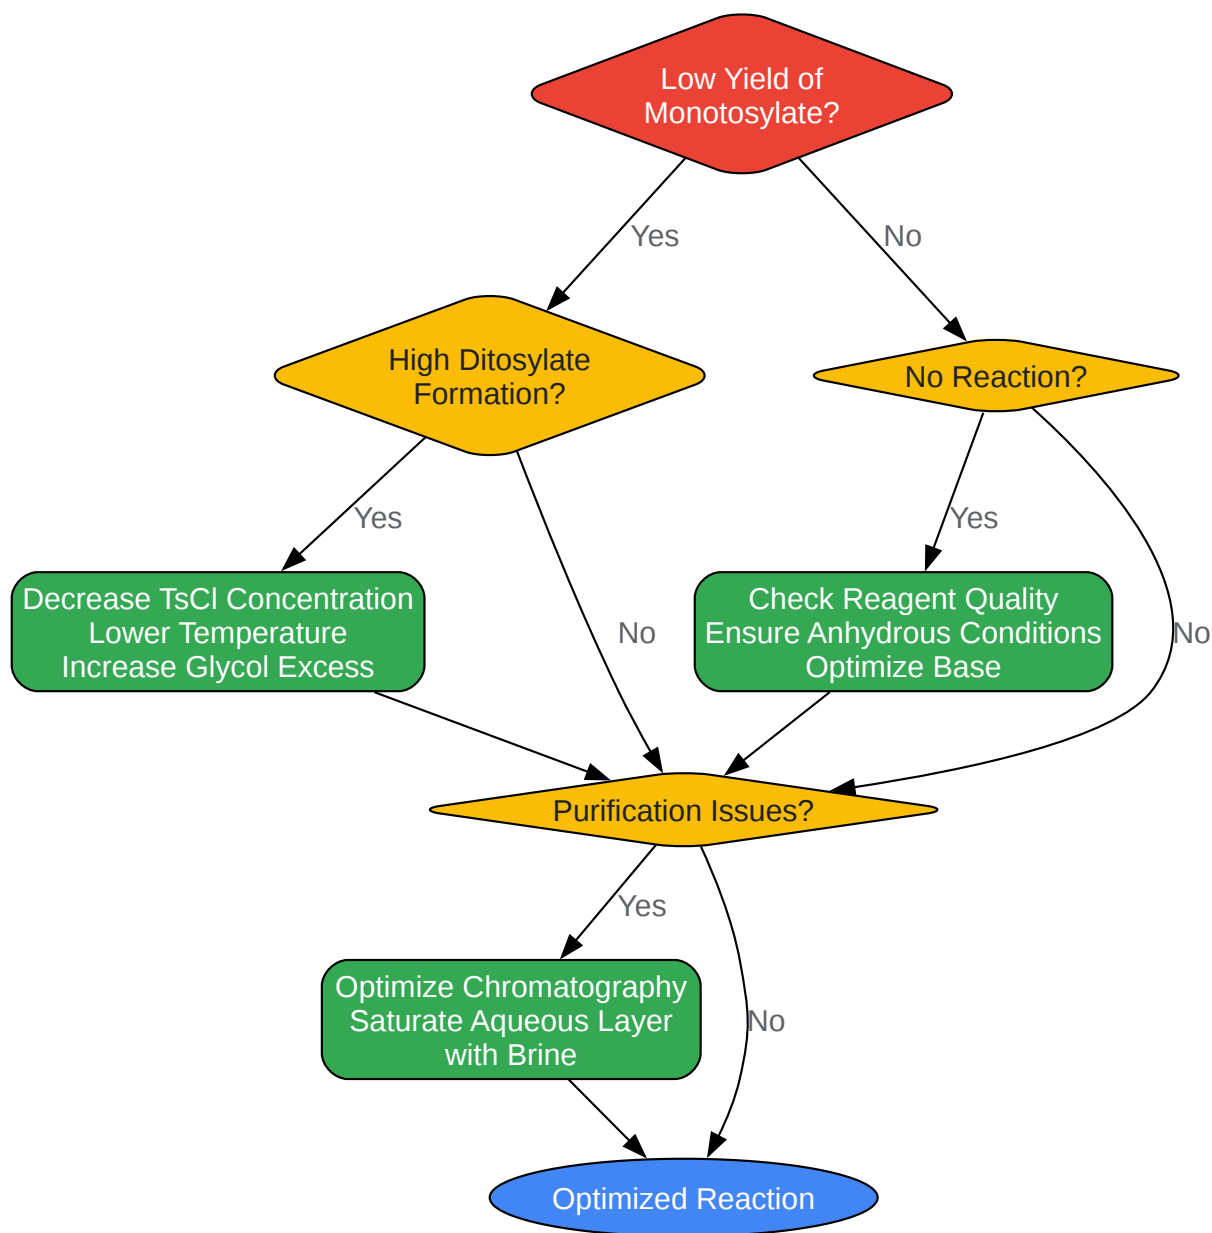 Low Yield of
Monotosylate?
Yes
No
High Ditosylate
Formation?
No Reaction?
Yes
Yes
No
No
Decrease TsCl Concentration
Lower Temperature
Increase Glycol Excess
Check Reagent Quality
Ensure Anhydrous Conditions
Optimize Base
Purification Issues?
Yes
No
Optimize Chromatography
Saturate Aqueous Layer
with Brine
Optimized Reaction